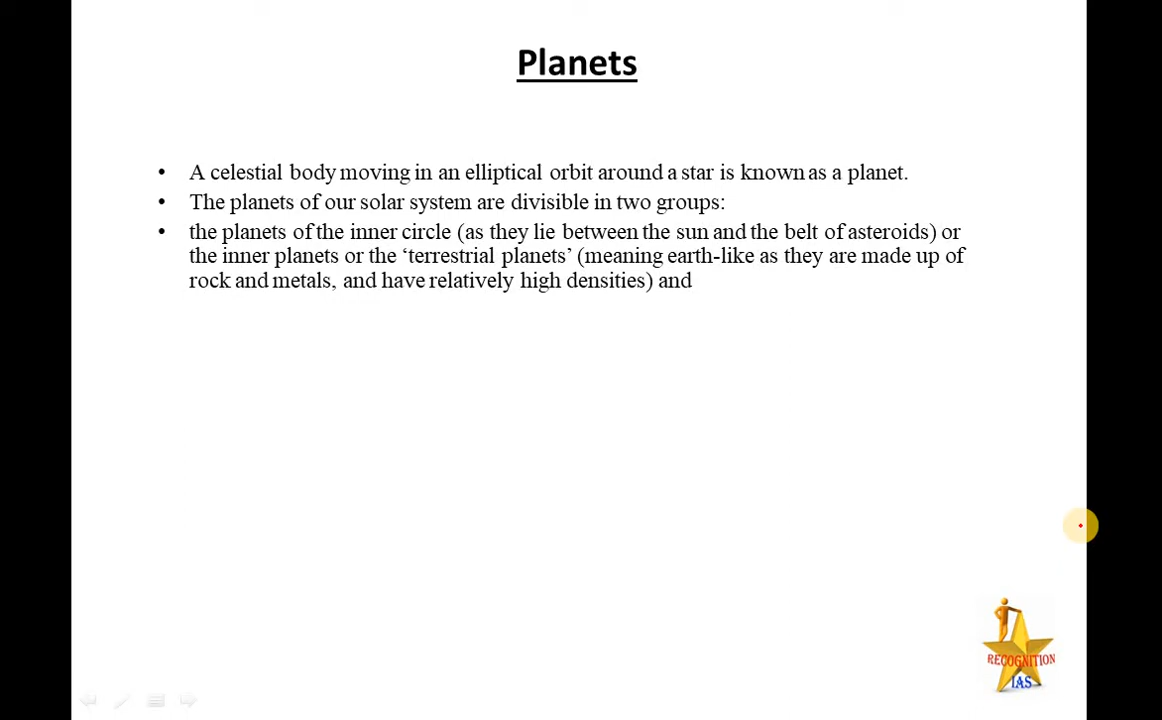 Planets
• A celestial body moving in an elliptical orbit around a star is known as a planet.
• The planets of our solar system are divisible in two groups:
• the planets of the inner circle (as they lie between the sun and the belt of asteroids) or
the inner planets or the ‘terrestrial planets’ (meaning earth-like as they are made up of
rock and metals, and have relatively high densities) and
RECOGNITION
IAS